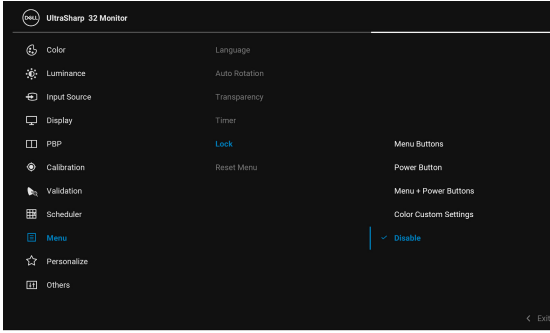 DELL UltraSharp 32 Monitor
Color Language
Luminance Auto Rotation
Input Source Transparency
Display Timer
PBP Lock Menu Buttons
Calibration Reset Menu Power Button
Validation Menu + Power Buttons
Scheduler Color Custom Settings
Menu Disable
Personalize
Others
Exit